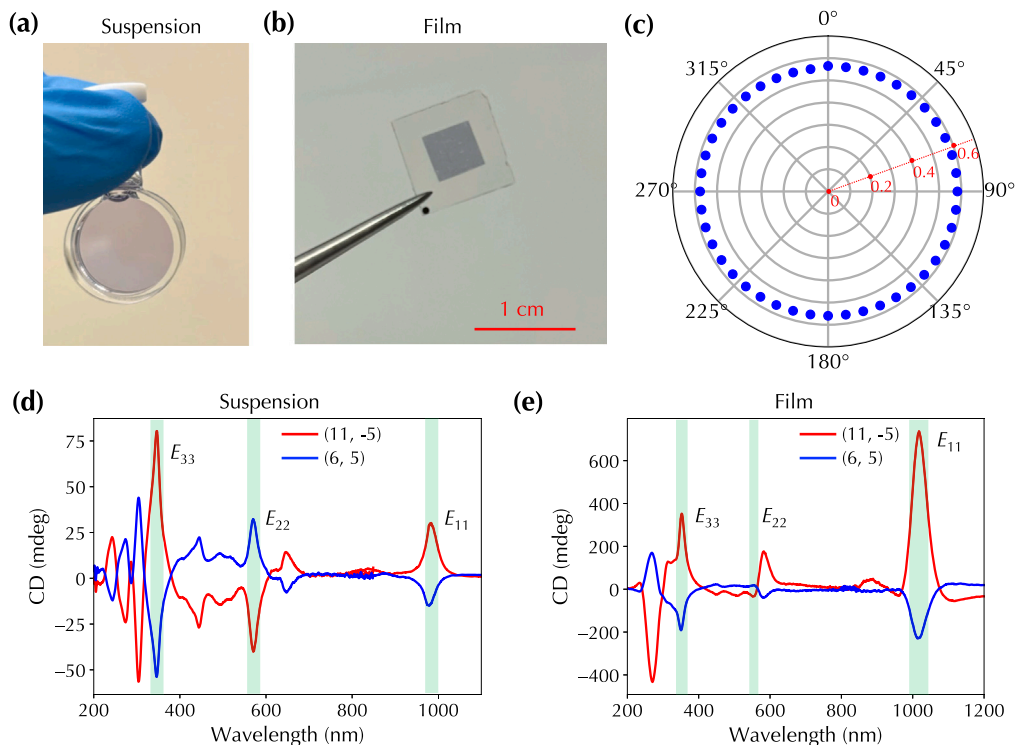 (a) Suspension
(b) Film
1 cm
(c)
0°
45°
90°
135°
180°
225°
270°
315°
0
0.2
0.4
0.6
(d) Suspension
(11, -5)
(6, 5)
E33
E22
E11
CD (mdeg)
75
50
25
0
−25
−50
200 400 600 800 1000
Wavelength (nm)
(e) Film
(11, -5)
(6, 5)
E33
E22
E11
CD (mdeg)
600
400
200
0
−200
−400
200 400 600 800 1000 1200
Wavelength (nm)